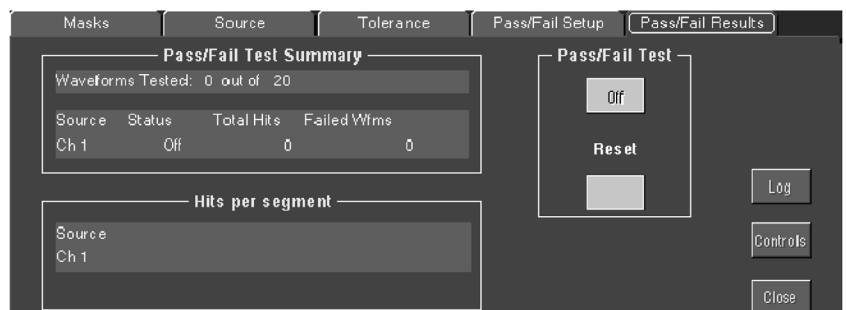 Masks Source Tolerance Pass/Fail Setup Pass/Fail Results
Pass/Fail Test Summary
Waveforms Tested: 0 out of 20
Source Status Total Hits Failed Wfms
Ch 1 Off 0 0
Hits per segment
Source
Ch 1
Pass/Fail Test
Off
Reset
Log
Controls
Close